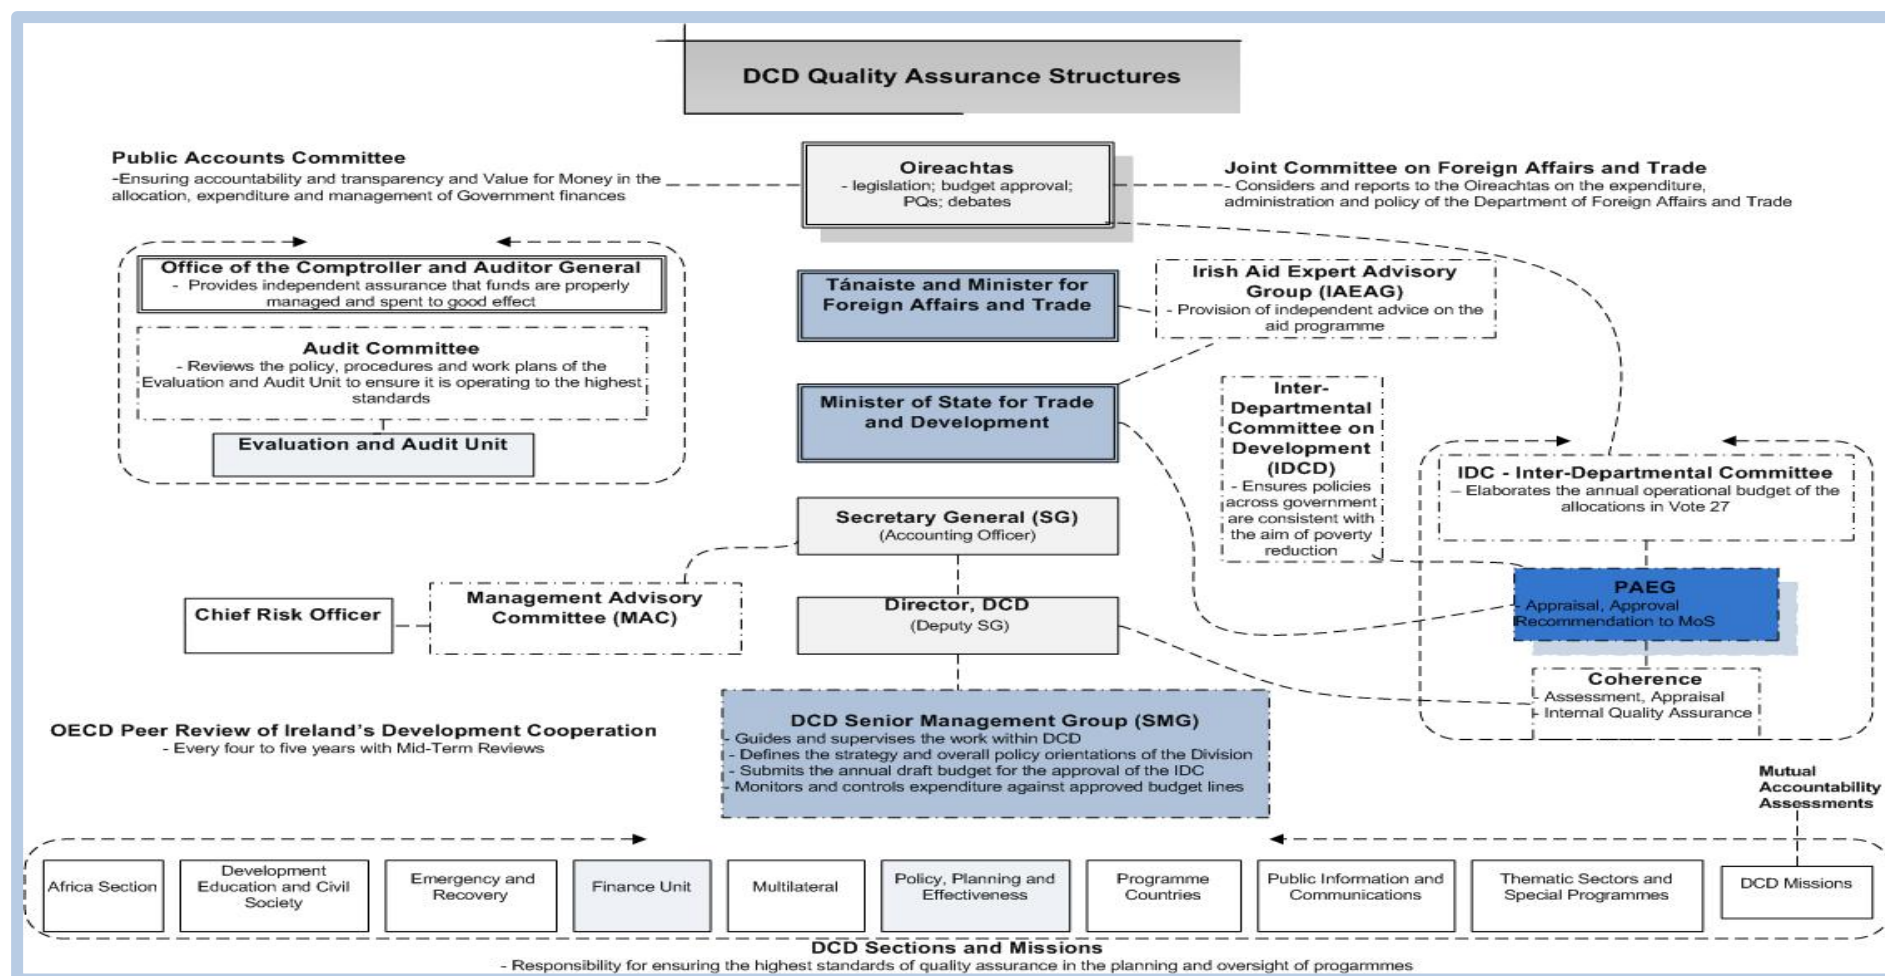 DCD Quality Assurance Structures
Public Accounts Committee
-Ensuring accountability and transparency and Value for Money in the
allocation, expenditure and management of Government finances
Oireachtas
- legislation; budget approval;
PQs; debates
Joint Committee on Foreign Affairs and Trade
- Considers and reports to the Oireachtas on the expenditure,
administration and policy of the Department of Foreign Affairs and Trade
Office of the Comptroller and Auditor General
- Provides independent assurance that funds are properly
managed and spent to good effect
Audit Committee
- Reviews the policy, procedures and work plans of the
Evaluation and Audit Unit to ensure it is operating to the highest
standards
Evaluation and Audit Unit
Tánaiste and Minister for
Foreign Affairs and Trade
Irish Aid Expert Advisory
Group (IAEAG)
- Provision of independent advice on the
aid programme
Minister of State for Trade
and Development
Inter-
Departmental
Committee on
Development
(IDCD)
- Ensures policies
across government
are consistent with
the aim of poverty
reduction
IDC - Inter-Departmental Committee
– Elaborates the annual operational budget of the
allocations in Vote 27
Secretary General (SG)
(Accounting Officer)
Chief Risk Officer
Management Advisory
Committee (MAC)
Director, DCD
(Deputy SG)
PAEG
- Appraisal, Approval
Recommendation to MoS
Coherence
- Assessment, Appraisal
- Internal Quality Assurance
OECD Peer Review of Ireland’s Development Cooperation
- Every four to five years with Mid-Term Reviews
DCD Senior Management Group (SMG)
- Guides and supervises the work within DCD
- Defines the strategy and overall policy orientations of the Division
- Submits the annual draft budget for the approval of the IDC
- Monitors and controls expenditure against approved budget lines
Mutual
Accountability
Assessments
Africa Section
Development
Education and Civil
Society
Emergency and
Recovery
Finance Unit
Multilateral
Policy, Planning and
Effectiveness
Programme
Countries
Public Information and
Communications
Thematic Sectors and
Special Programmes
DCD Missions
DCD Sections and Missions
- Responsibility for ensuring the highest standards of quality assurance in the planning and oversight of progarmmes